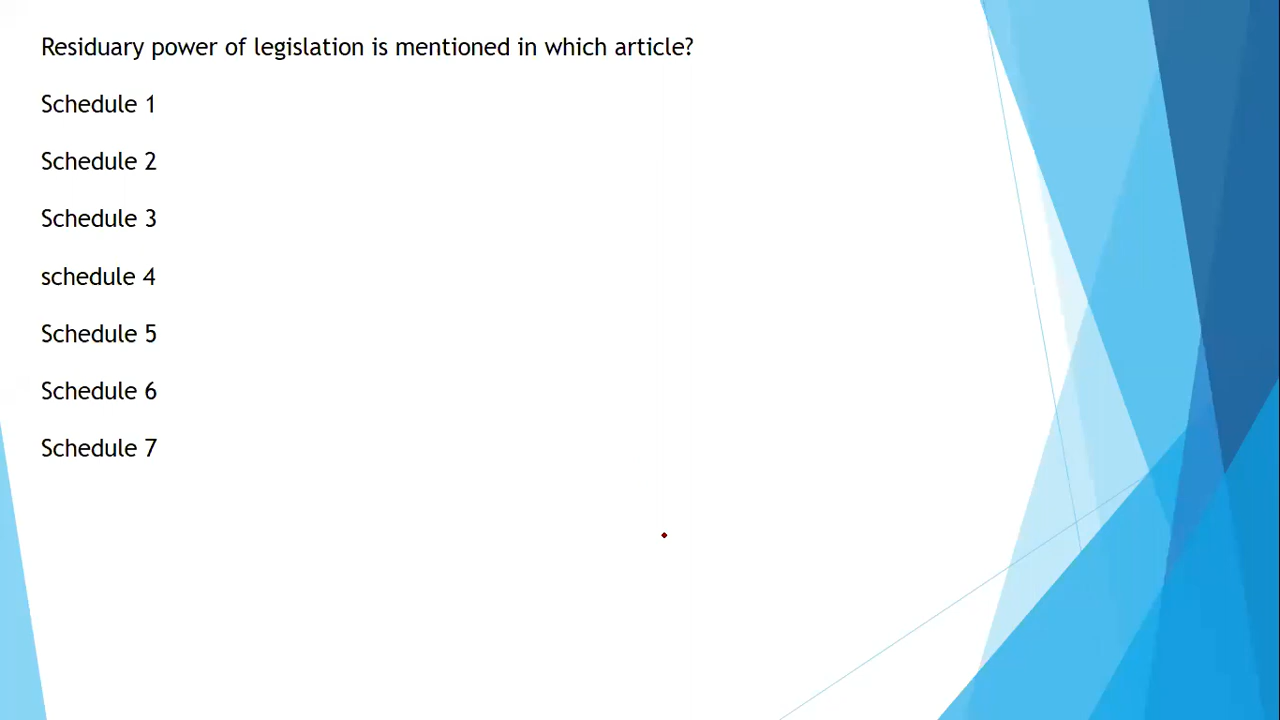 Residuary power of legislation is mentioned in which article?
Schedule 1
Schedule 2
Schedule 3
schedule 4
Schedule 5
Schedule 6
Schedule 7